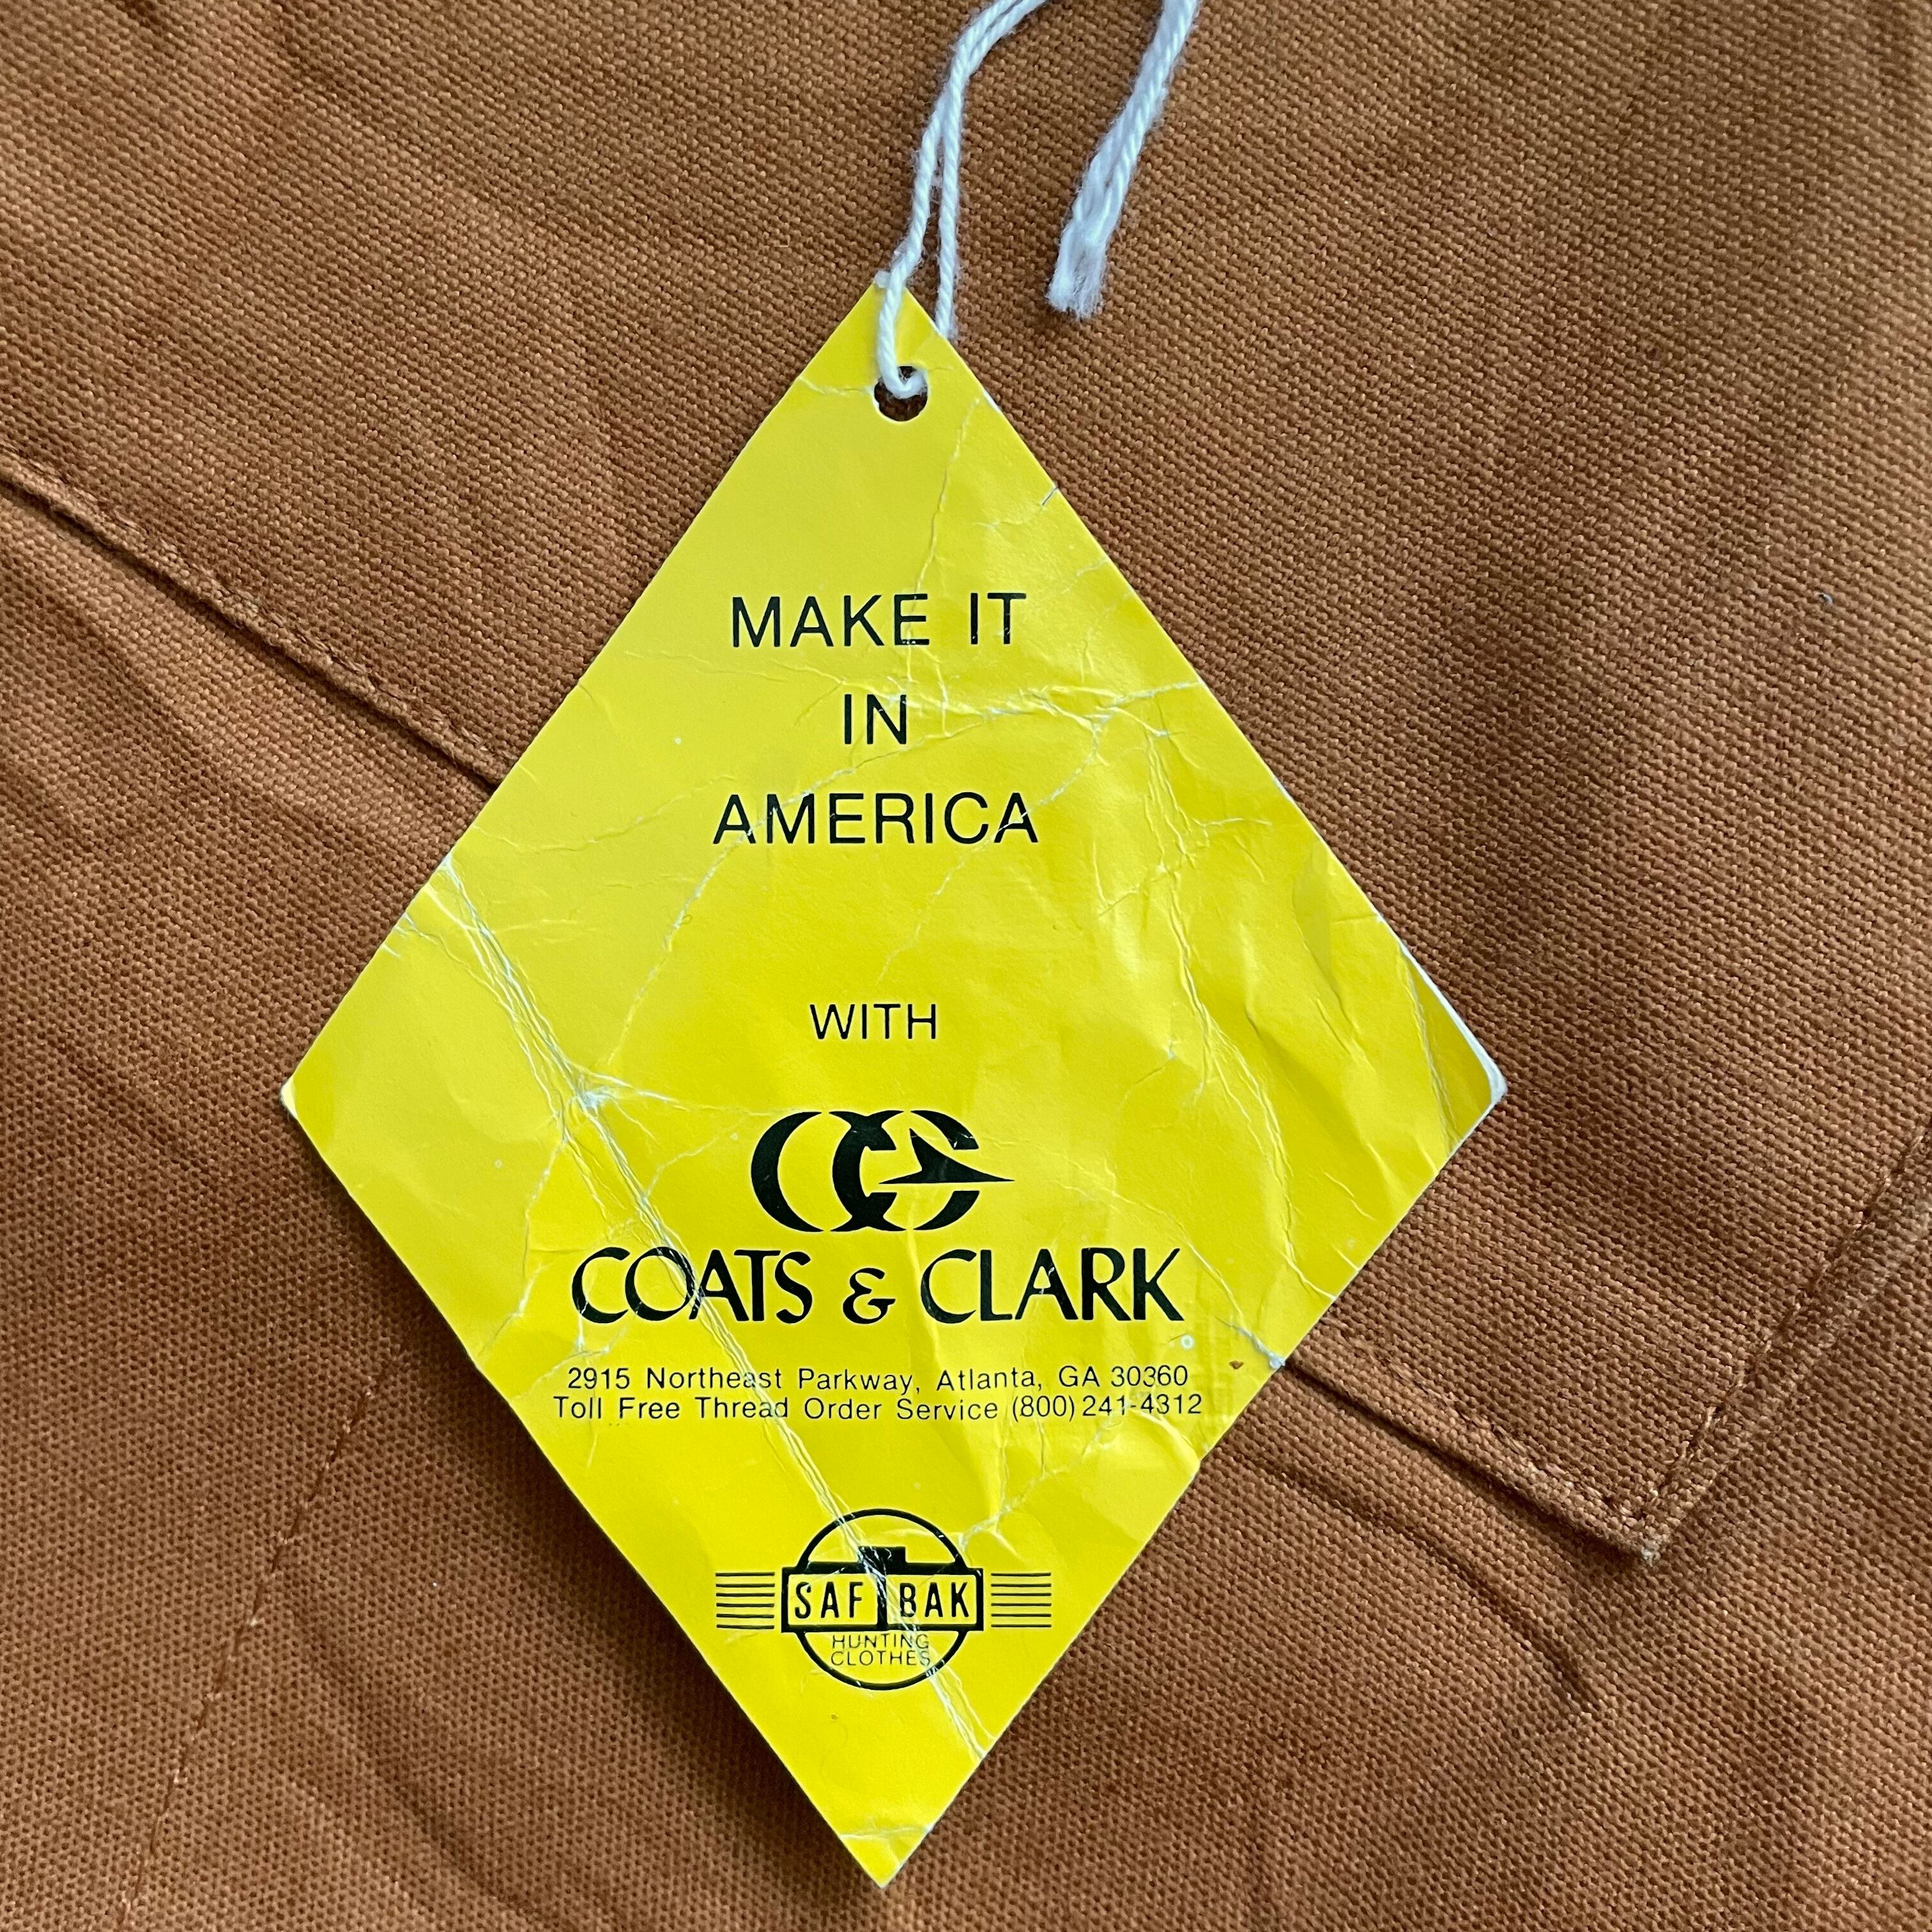 MAKE IT
IN
AMERICA
WITH
COATS & CLARK
2915 Northeast Parkway, Atlanta, GA 30360
Toll Free Thread Order Service (800) 241-4312
SAF T BAK
HUNTING
CLOTHES